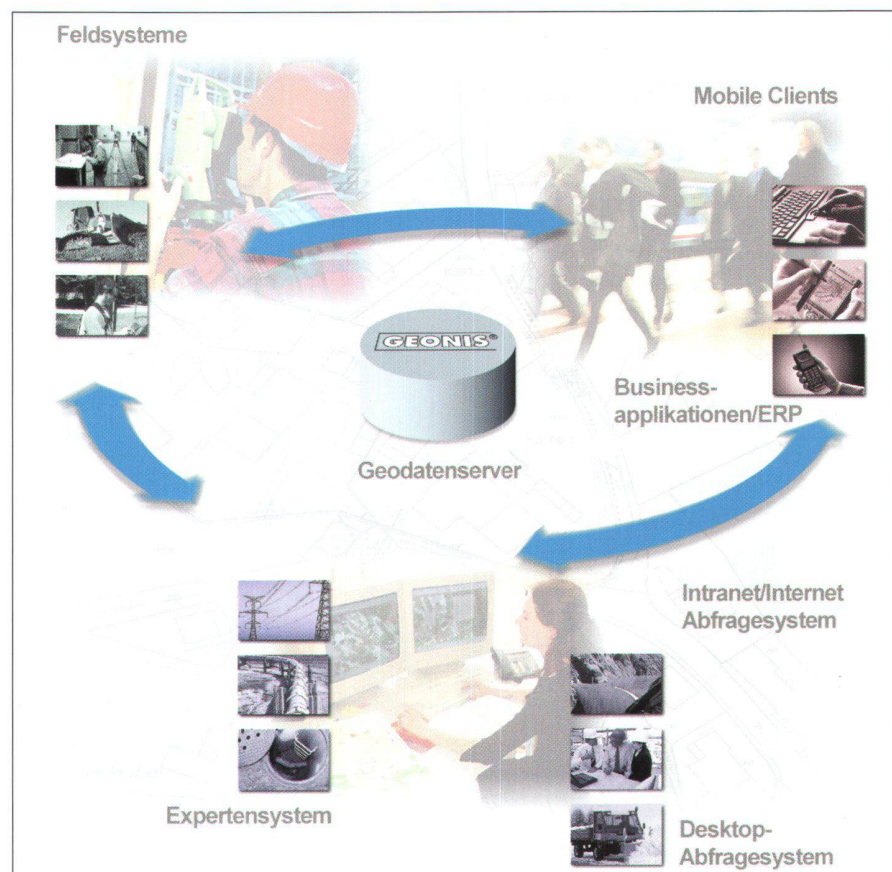 Feldsysteme
Mobile Clients
GEONIS®
Geodatenserver
Business-
applikationen/ERP
Intranet/Internet
Abfragesystem
Expertensystem
Desktop-
Abfragesystem